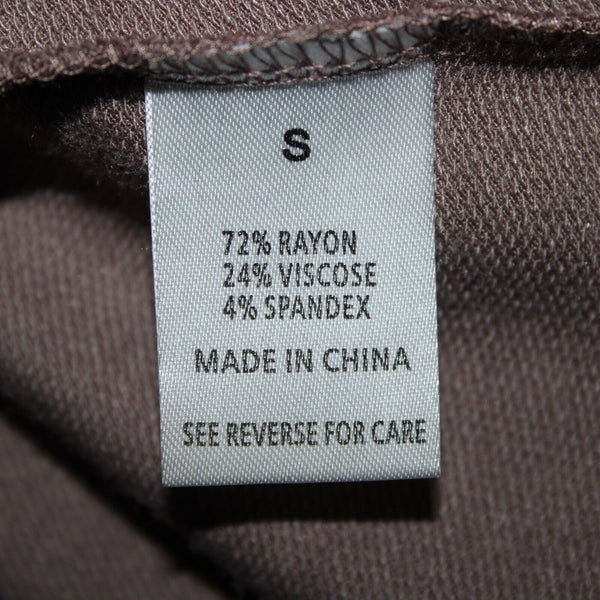 S
72% RAYON
24% VISCOSE
4% SPANDEX
MADE IN CHINA
SEE REVERSE FOR CARE